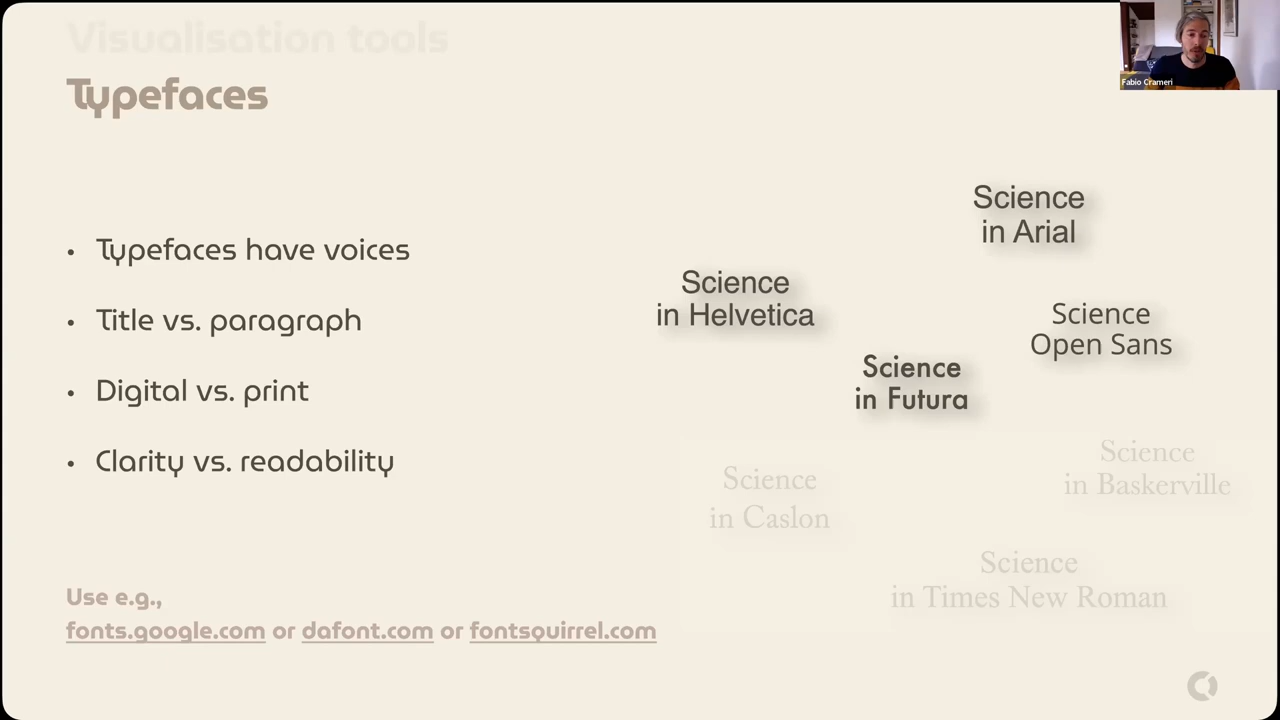 Visualisation tools
Typefaces
Fabio Crameri
• Typefaces have voices
• Title vs. paragraph
• Digital vs. print
• Clarity vs. readability
Science
in Arial
Science
in Helvetica
Science
Open Sans
Science
in Futura
Science
in Baskerville
Science
in Caslon
Science
in Times New Roman
Use e.g.,
fonts.google.com or dafont.com or fontsquirrel.com